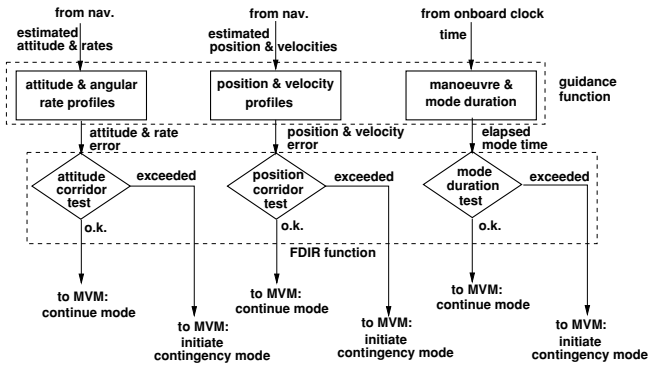 from nav.
from nav.
from onboard clock
estimated
attitude & rates
estimated
position & velocities
time
attitude & angular
rate profiles
position & velocity
profiles
manoeuvre &
mode duration
guidance
function
attitude & rate
error
position & velocity
error
elapsed
mode time
attitude
corridor
test
exceeded
position
corridor
test
exceeded
mode
duration
test
exceeded
o.k.
o.k.
o.k.
FDIR function
to MVM:
continue mode
to MVM:
continue mode
to MVM:
continue mode
to MVM:
initiate
contingency mode
to MVM:
initiate
contingency mode
to MVM:
initiate
contingency mode